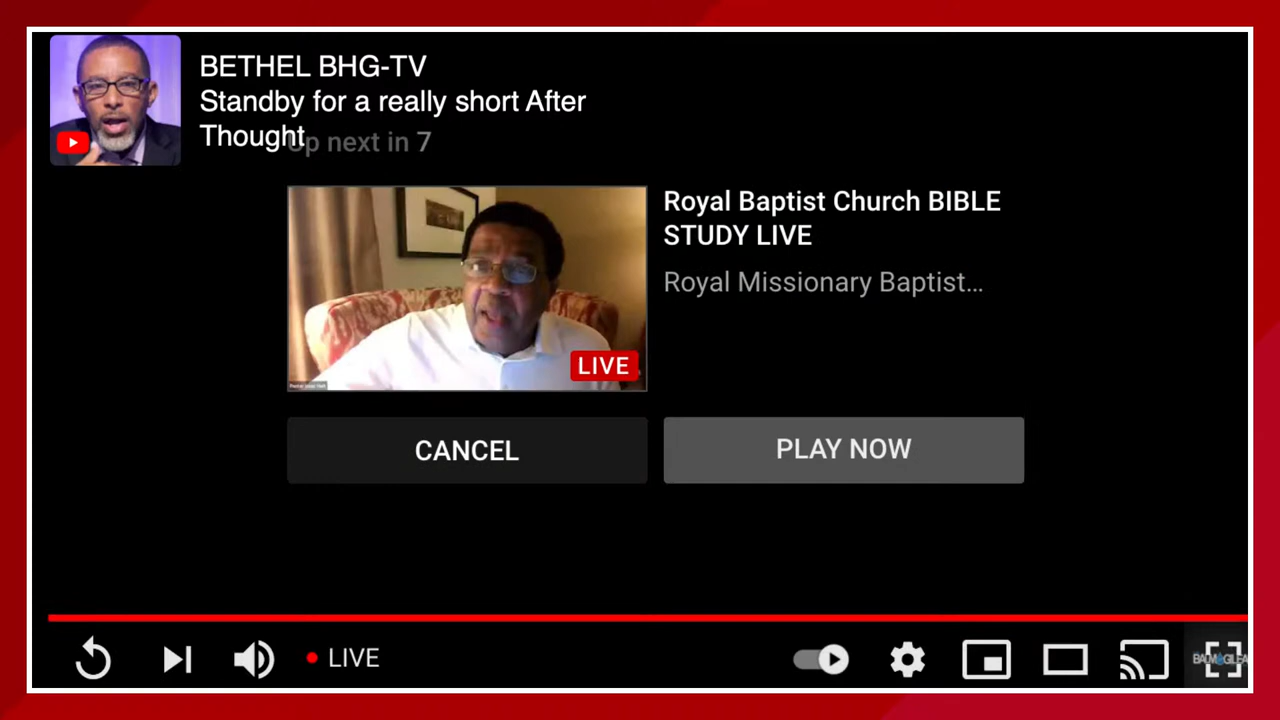 BETHEL BHG-TV
Standby for a really short After
Thought
Up next in 7
Royal Baptist Church BIBLE
STUDY LIVE
Royal Missionary Baptist...
LIVE
CANCEL
PLAY NOW
LIVE